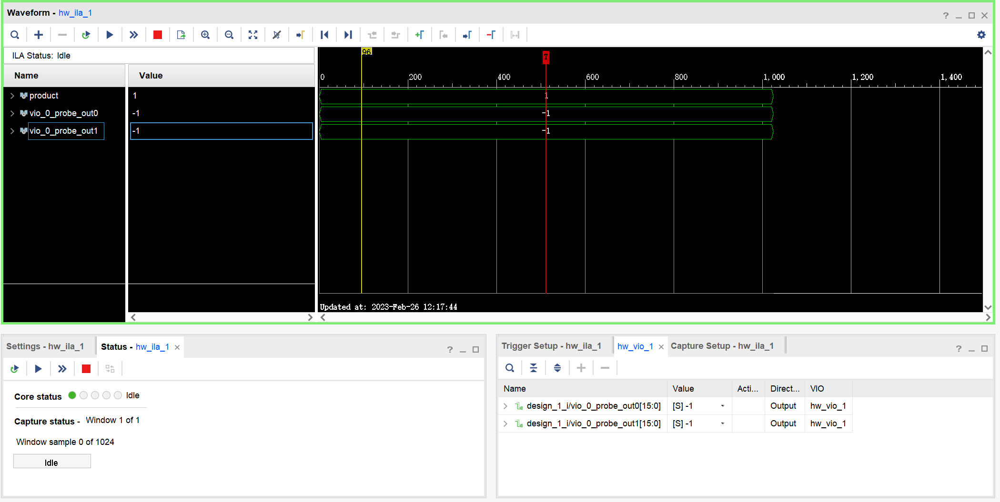 Waveform - hw_ila_1
ILA Status: Idle
Name Value
96
T
0 200 400 600 800 1,000 1,200 1,400
product 1 1
vio_0_probe_out0 -1 -1
vio_0_probe_out1 -1 -1
Updated at: 2023-Feb-26 12:17:44
Settings - hw_ila_1 Status - hw_ila_1
Core status Idle
Capture status - Window 1 of 1
Window sample 0 of 1024
Idle
Trigger Setup - hw_ila_1 hw_vio_1 Capture Setup - hw_ila_1
Name Value Acti... Direct... VIO
design_1_i/vio_0_probe_out0[15:0] [S] -1 Output hw_vio_1
design_1_i/vio_0_probe_out1[15:0] [S] -1 Output hw_vio_1